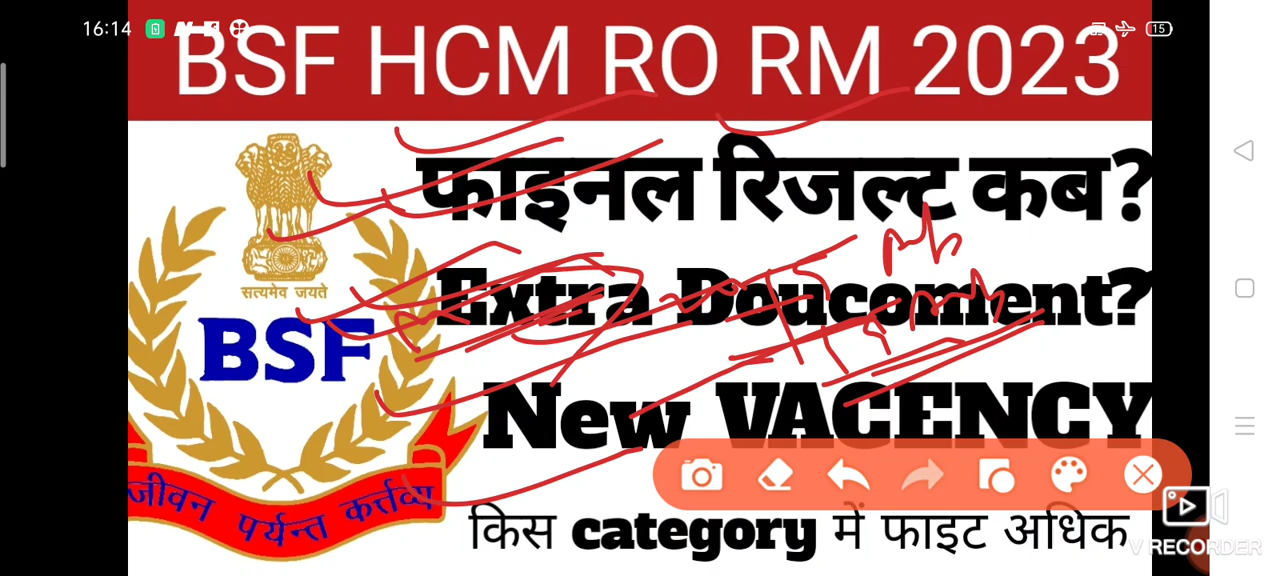 16:14
15
BSF HCM RO RM 2023
फाइनल रिजल्ट कब?
सत्यमेव जयते
Extra Doucoment?
BSF
New VACENCY
जीवन पर्यन्त कर्त्तव्य
किस category में फाइट अधिक
V RECORDER